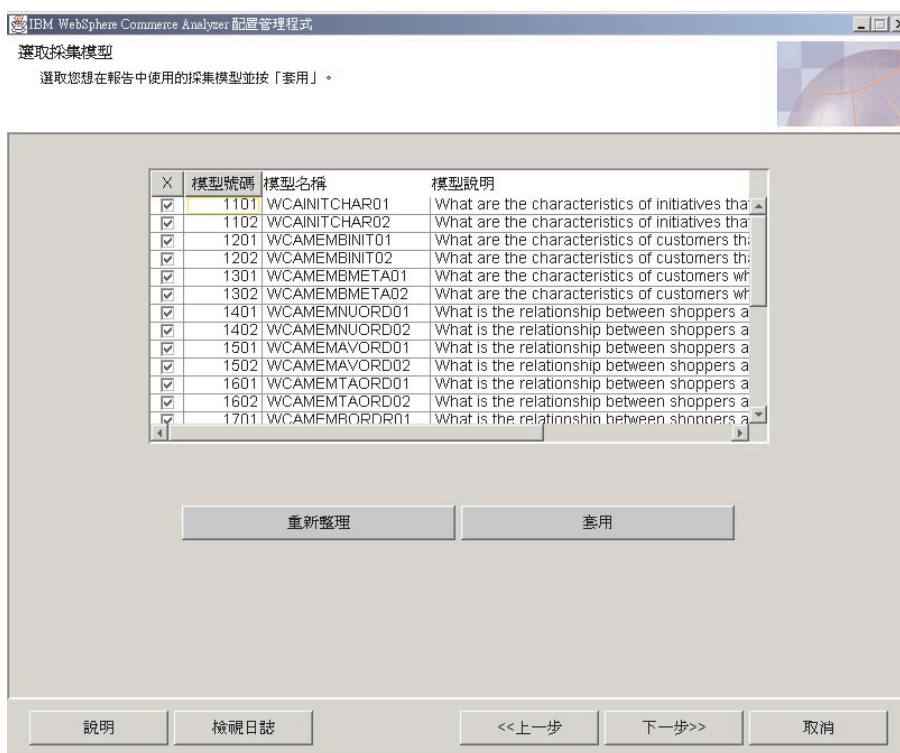 IBM WebSphere Commerce Analyzer 配置管理程式
選取採集模型
選取您想在報告中使用的採集模型並按「套用」。
X 模型號碼 模型名稱 模型說明
1101 WCAINITCHAR01 What are the characteristics of initiatives tha
1102 WCAINITCHAR02 What are the characteristics of initiatives tha
1201 WCAMEMBINIT01 What are the characteristics of customers tha
1202 WCAMEMBINIT02 What are the characteristics of customers tha
1301 WCAMEMBMETA01 What are the characteristics of customers wh
1302 WCAMEMBMETA02 What are the characteristics of customers wh
1401 WCAMEMNUORD01 What is the relationship between shoppers a
1402 WCAMEMNUORD02 What is the relationship between shoppers a
1501 WCAMEMAVORD01 What is the relationship between shoppers a
1502 WCAMEMAVORD02 What is the relationship between shoppers a
1601 WCAMEMTAORD01 What is the relationship between shoppers a
1602 WCAMEMTAORD02 What is the relationship between shoppers a
1701 WCAMEMBORDR01 What is the relationship between shoppers a
重新整理 套用
說明 檢視日誌 <<上一步 下一步>> 取消